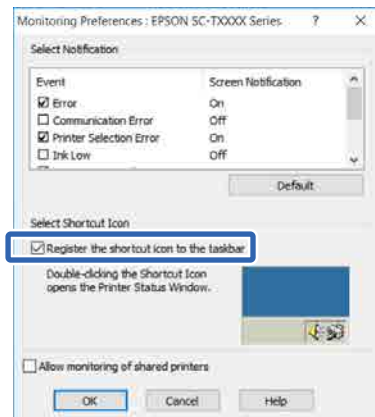 Monitoring Preferences : EPSON SC-TXXXX Series
Select Notification
Event Screen Notification
Error On
Communication Error Off
Printer Selection Error On
Ink Low Off
Default
Select Shortcut Icon
Register the shortcut icon to the taskbar
Double-clicking the Shortcut Icon
opens the Printer Status Window.
Allow monitoring of shared printers
OK Cancel Help